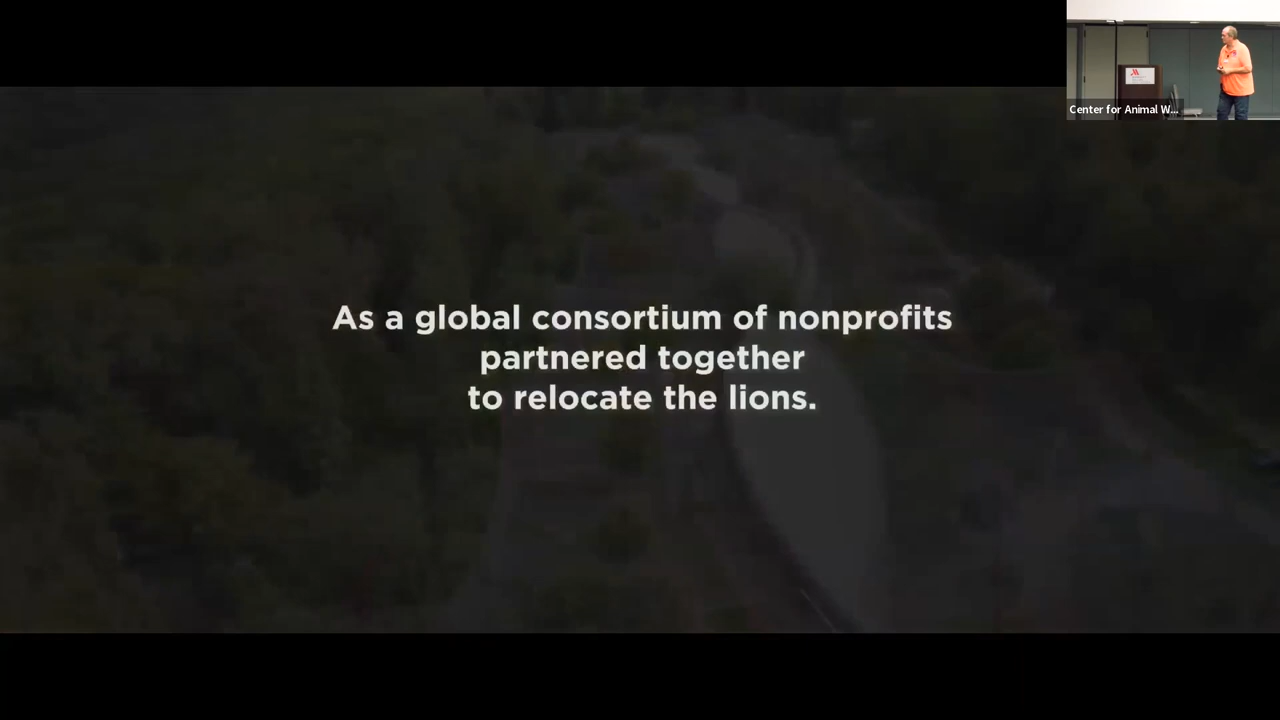 Center for Animal W...
As a global consortium of nonprofits
partnered together
to relocate the lions.